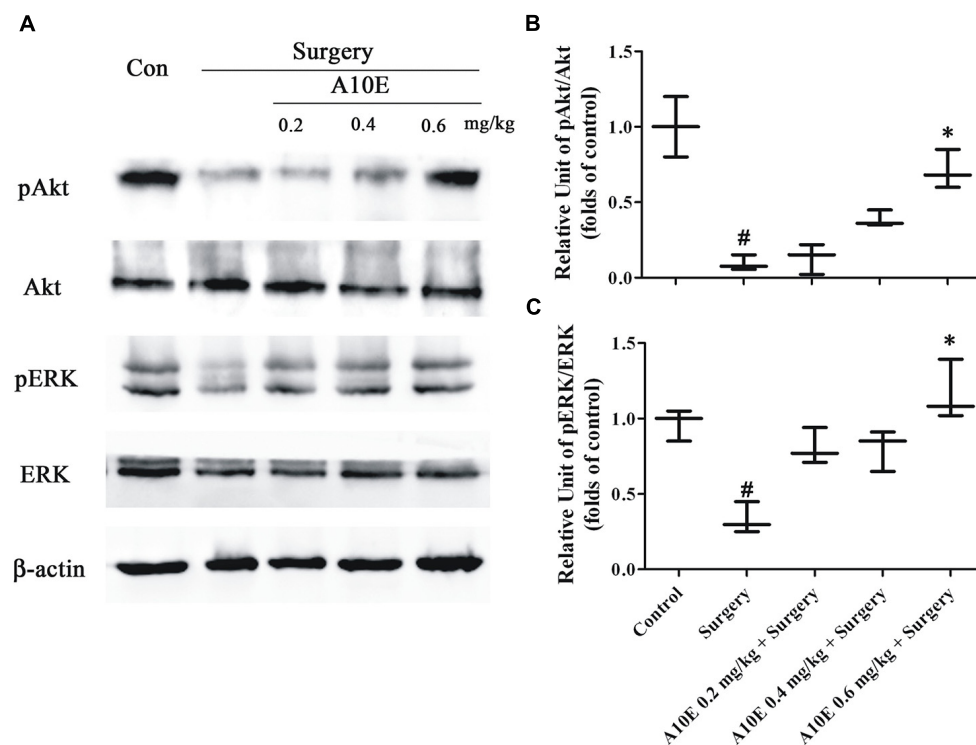 A
Con
Surgery
A10E
0.2 0.4 0.6 mg/kg
pAkt
Akt
pERK
ERK
β-actin
B
Relative Unit of pAkt/Akt
(folds of control)
1.5
1.0
0.5
0.0
#
*
C
Relative Unit of pERK/ERK
(folds of control)
1.5
1.0
0.5
0.0
#
*
Control
Surgery
A10E 0.2 mg/kg + Surgery
A10E 0.4 mg/kg + Surgery
A10E 0.6 mg/kg + Surgery